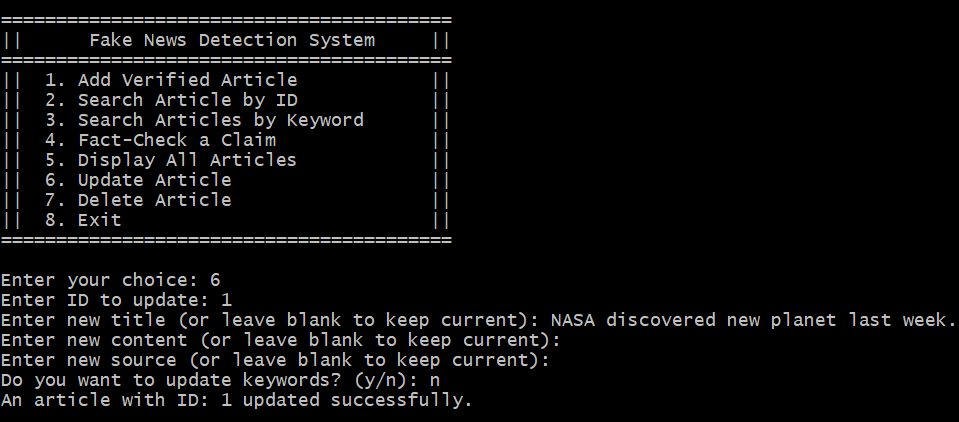 =========================================
||      Fake News Detection System     ||
=========================================
||  1. Add Verified Article            ||
||  2. Search Article by ID            ||
||  3. Search Articles by Keyword      ||
||  4. Fact-Check a Claim              ||
||  5. Display All Articles            ||
||  6. Update Article                  ||
||  7. Delete Article                  ||
||  8. Exit                            ||
=========================================
Enter your choice: 6
Enter ID to update: 1
Enter new title (or leave blank to keep current): NASA discovered new planet last week.
Enter new content (or leave blank to keep current):
Enter new source (or leave blank to keep current):
Do you want to update keywords? (y/n): n
An article with ID: 1 updated successfully.